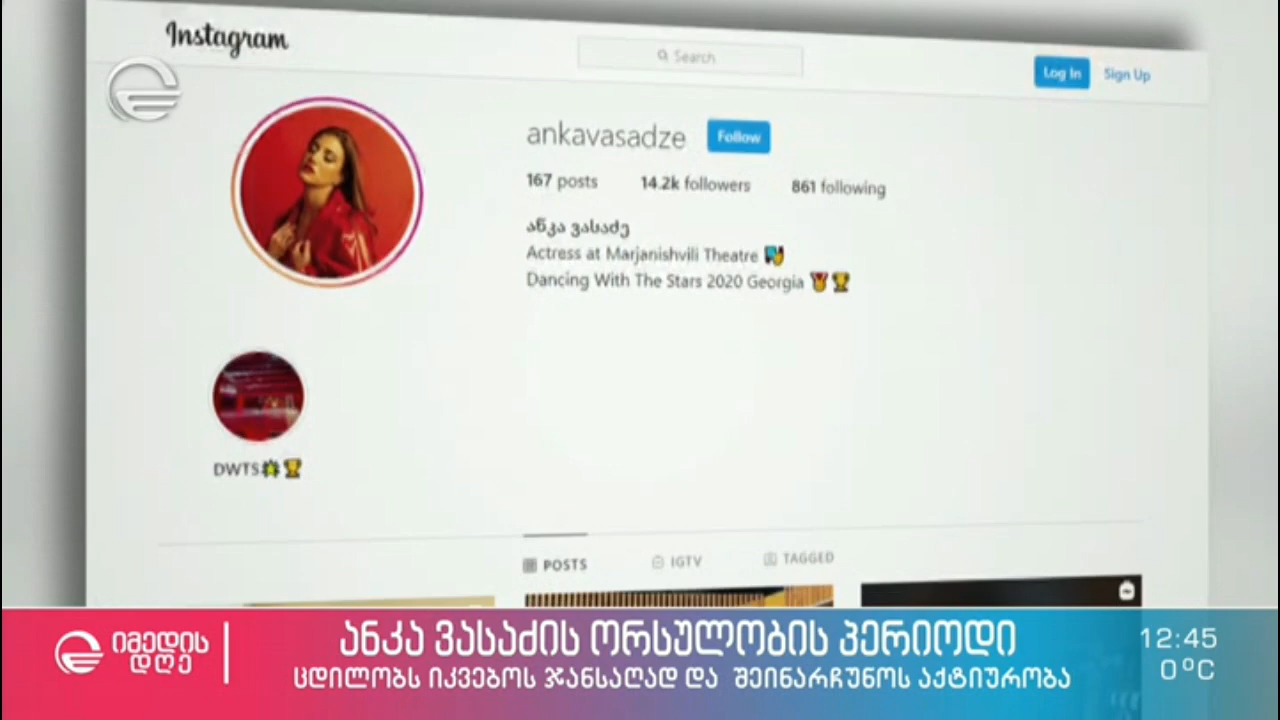 Instagram
Search
Log In
Sign Up
ankavasadze
Follow
167 posts
14.2k followers
861 following
ანკა ვასაძე
Actress at Marjanishvili Theatre
Dancing With The Stars 2020 Georgia
DWTS
POSTS
IGTV
TAGGED
იმედის
დღე
ანკა ვასაძის ორსულობის პერიოდი
ცდილობს იკვებოს ჯანსაღად და შეინარჩუნოს აქტიურობა
12:45
0°C